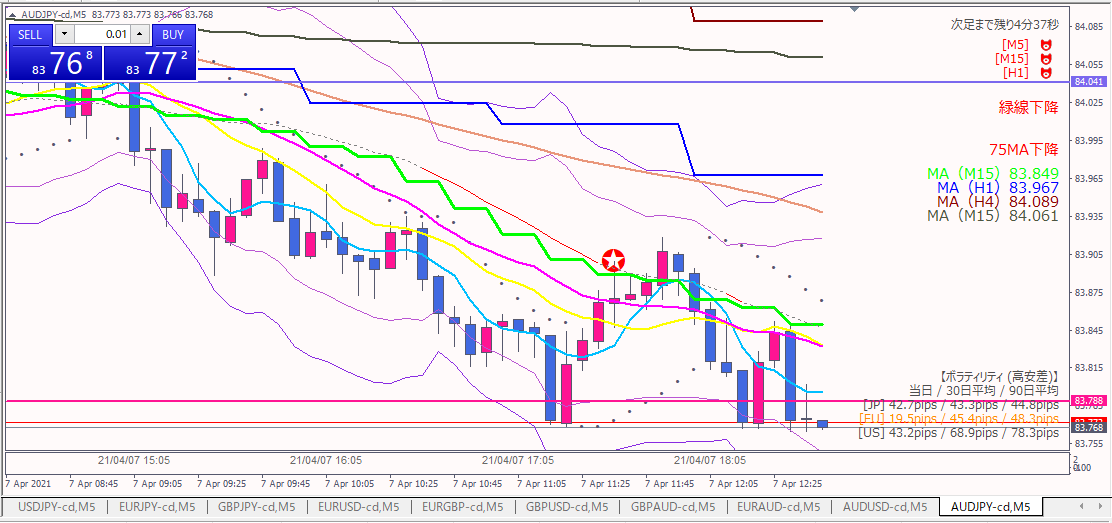 AUDJPY-cd,M5 83.773 83.773 83.766 83.768
SELL 0.01 BUY
83 76 8 83 77 2
次足まで残り4分37秒
[M5]
[M15]
[H1]
緑線下降
75MA下降
MA（M15）83.849
MA（H1）83.967
MA（H4）84.089
MA（M15）84.061
【ボラティリティ(高安差)】
当日 / 30日平均 / 90日平均
[JP] 42.7pips / 43.3pips / 44.8pips
[EU] 19.5pips / 45.4pips / 48.3pips
[US] 43.2pips / 68.9pips / 78.3pips
84.085
84.055
84.041
84.025
83.995
83.965
83.935
83.905
83.875
83.845
83.815
83.788
83.768
83.755
21/04/07 15:05 21/04/07 16:05 21/04/07 17:05 21/04/07 18:05
7 Apr 2021 7 Apr 08:45 7 Apr 09:05 7 Apr 09:25 7 Apr 09:45 7 Apr 10:05 7 Apr 10:25 7 Apr 10:45 7 Apr 11:05 7 Apr 11:25 7 Apr 11:45 7 Apr 12:05 7 Apr 12:25
USDJPY-cd,M5 EURJPY-cd,M5 GBPJPY-cd,M5 EURUSD-cd,M5 EURGBP-cd,M5 GBPUSD-cd,M5 GBPAUD-cd,M5 EURAUD-cd,M5 AUDUSD-cd,M5 AUDJPY-cd,M5